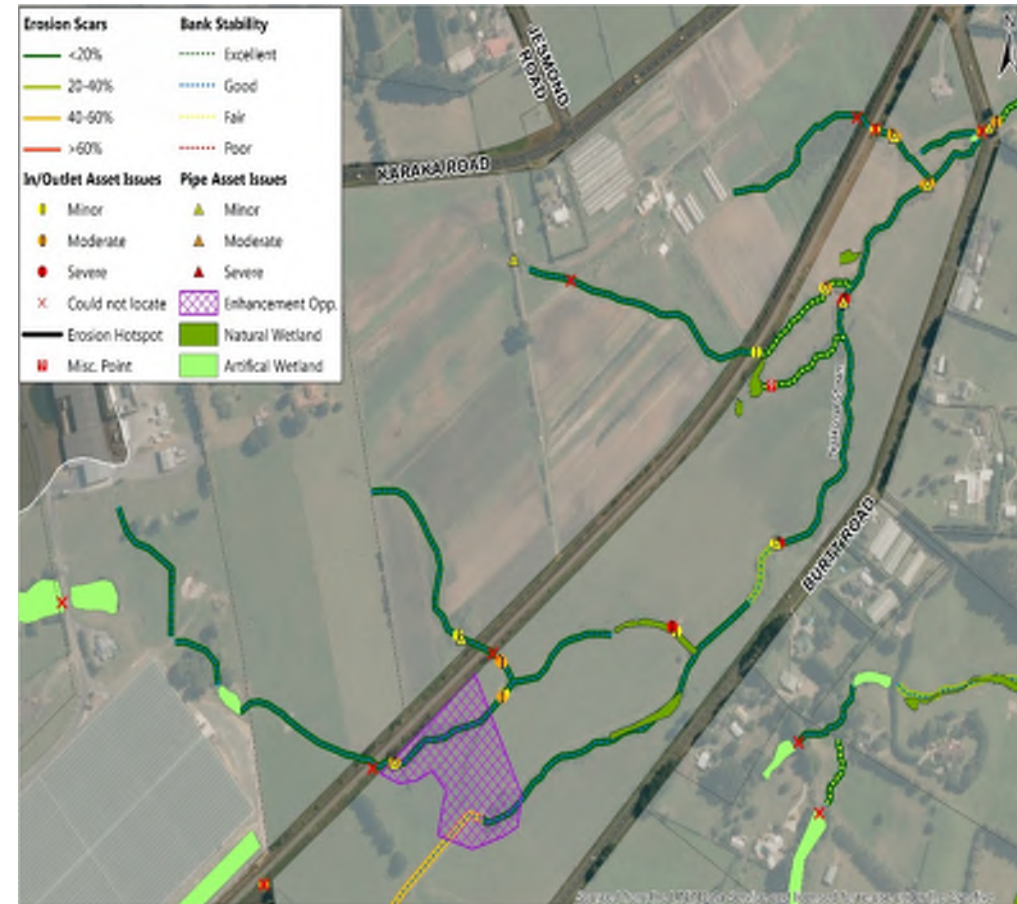 Erosion Scars
<20%
20-40%
40-60%
>60%
Bank Stability
Excellent
Good
Fair
Poor
In/Outlet Asset Issues
Minor
Moderate
Severe
Could not locate
Erosion Hotspot
Misc. Point
Pipe Asset Issues
Minor
Moderate
Severe
Enhancement Opp.
Natural Wetland
Artifical Wetland
JESMOND
ROAD
KARAKA ROAD
BURTT ROAD
N